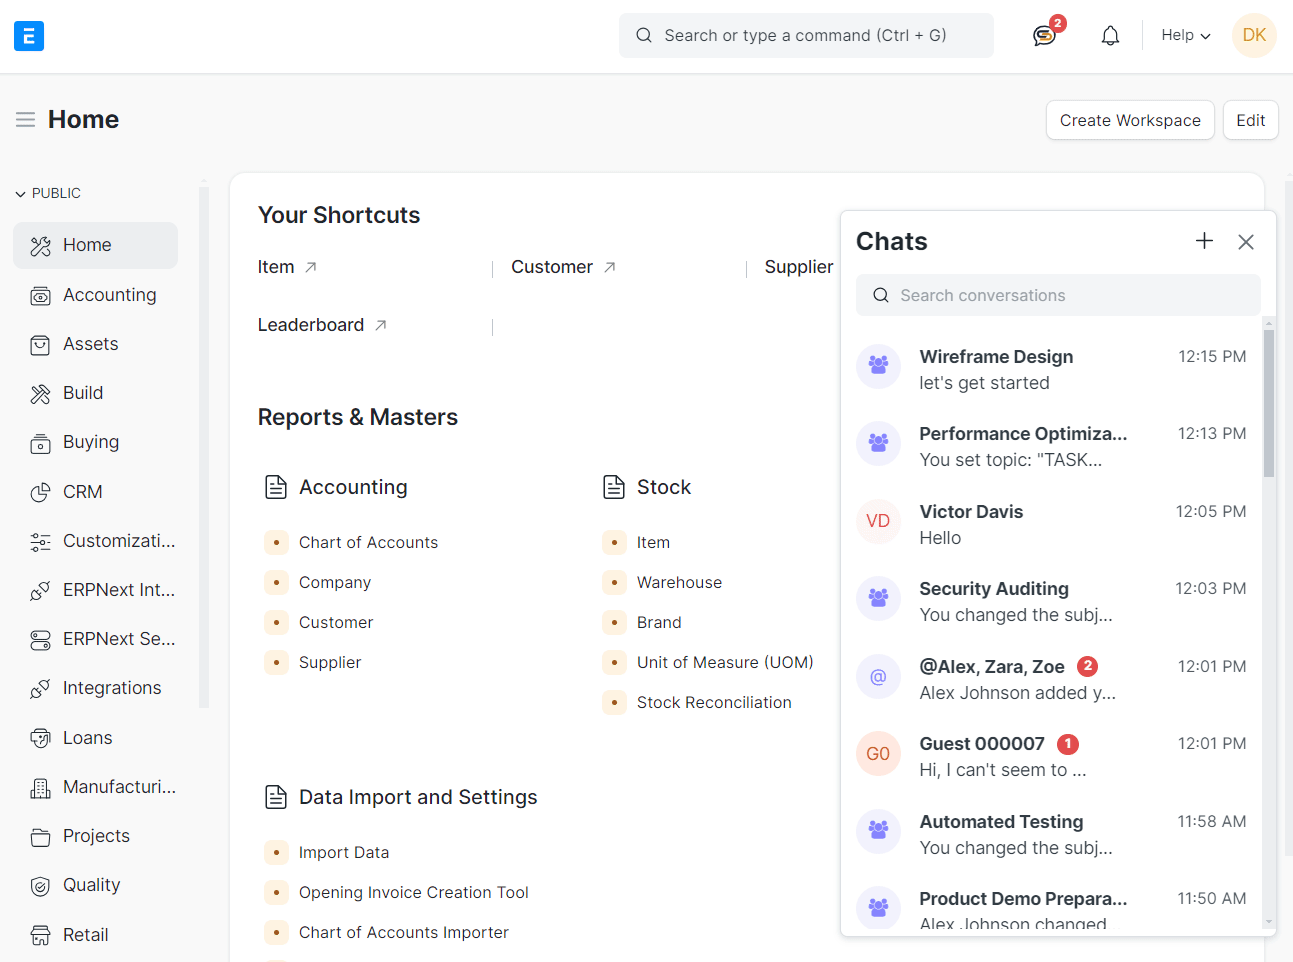 E
Search or type a command (Ctrl + G)
2
Help
DK
Home
Create Workspace
Edit
PUBLIC
Home
Accounting
Assets
Build
Buying
CRM
Customizati...
ERPNext Int...
ERPNext Se...
Integrations
Loans
Manufacturi...
Projects
Quality
Retail
Your Shortcuts
Item
Customer
Supplier
Leaderboard
Reports & Masters
Accounting
Chart of Accounts
Company
Customer
Supplier
Stock
Item
Warehouse
Brand
Unit of Measure (UOM)
Stock Reconciliation
Data Import and Settings
Import Data
Opening Invoice Creation Tool
Chart of Accounts Importer
Chats
Search conversations
Wireframe Design 12:15 PM
let's get started
Performance Optimiza... 12:13 PM
You set topic: "TASK...
VD
Victor Davis 12:05 PM
Hello
Security Auditing 12:03 PM
You changed the subj...
@
@Alex, Zara, Zoe 2 12:01 PM
Alex Johnson added y...
G0
Guest 000007 1 12:01 PM
Hi, I can't seem to ...
Automated Testing 11:58 AM
You changed the subj...
Product Demo Prepara... 11:50 AM
Alex Johnson changed